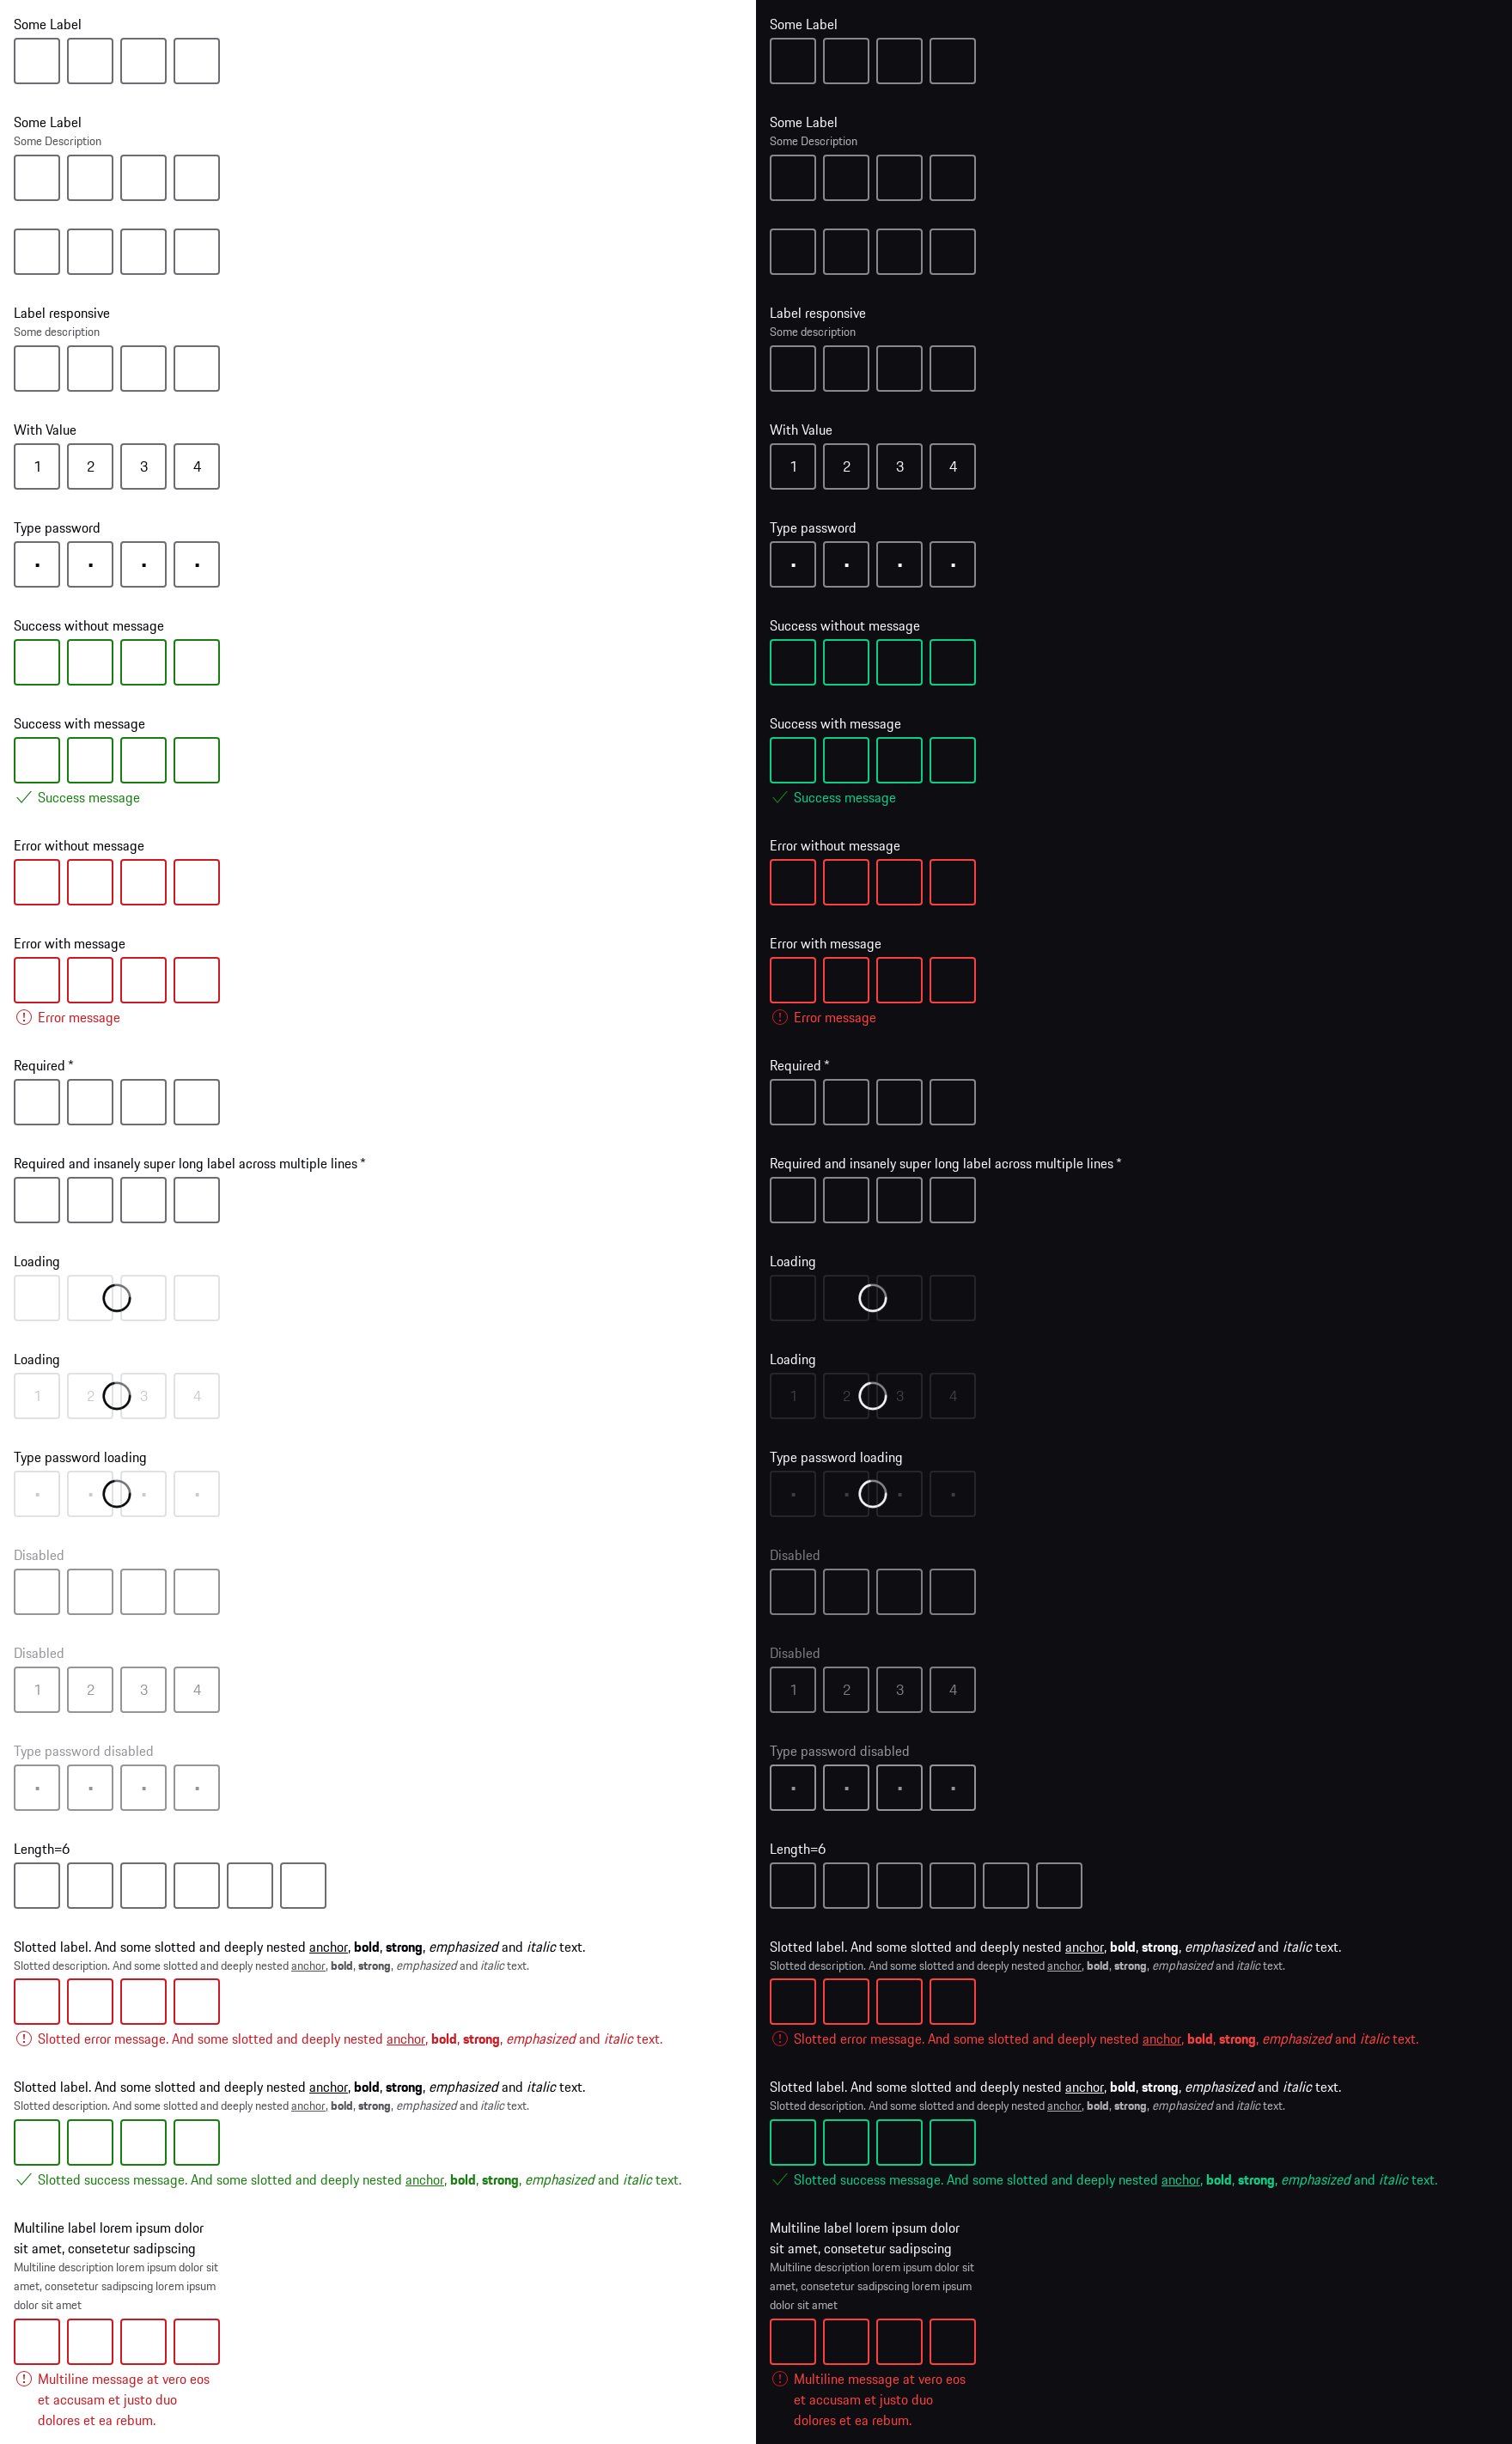 Some Label
Some Label
Some Description
Label responsive
Some description
With Value
1 2 3 4
Type password
Success without message
Success with message
Success message
Error without message
Error with message
Error message
Required *
Required and insanely super long label across multiple lines *
Loading
Loading
1 2 3 4
Type password loading
Disabled
Disabled
1 2 3 4
Type password disabled
Length=6
Slotted label. And some slotted and deeply nested anchor, bold, strong, emphasized and italic text.
Slotted description. And some slotted and deeply nested anchor, bold, strong, emphasized and italic text.
Slotted error message. And some slotted and deeply nested anchor, bold, strong, emphasized and italic text.
Slotted label. And some slotted and deeply nested anchor, bold, strong, emphasized and italic text.
Slotted description. And some slotted and deeply nested anchor, bold, strong, emphasized and italic text.
Slotted success message. And some slotted and deeply nested anchor, bold, strong, emphasized and italic text.
Multiline label lorem ipsum dolor
sit amet, consetetur sadipscing
Multiline description lorem ipsum dolor sit
amet, consetetur sadipscing lorem ipsum
dolor sit amet
Multiline message at vero eos
et accusam et justo duo
dolores et ea rebum.
Some Label
Some Label
Some Description
Label responsive
Some description
With Value
1 2 3 4
Type password
Success without message
Success with message
Success message
Error without message
Error with message
Error message
Required *
Required and insanely super long label across multiple lines *
Loading
Loading
1 2 3 4
Type password loading
Disabled
Disabled
1 2 3 4
Type password disabled
Length=6
Slotted label. And some slotted and deeply nested anchor, bold, strong, emphasized and italic text.
Slotted description. And some slotted and deeply nested anchor, bold, strong, emphasized and italic text.
Slotted error message. And some slotted and deeply nested anchor, bold, strong, emphasized and italic text.
Slotted label. And some slotted and deeply nested anchor, bold, strong, emphasized and italic text.
Slotted description. And some slotted and deeply nested anchor, bold, strong, emphasized and italic text.
Slotted success message. And some slotted and deeply nested anchor, bold, strong, emphasized and italic text.
Multiline label lorem ipsum dolor
sit amet, consetetur sadipscing
Multiline description lorem ipsum dolor sit
amet, consetetur sadipscing lorem ipsum
dolor sit amet
Multiline message at vero eos
et accusam et justo duo
dolores et ea rebum.